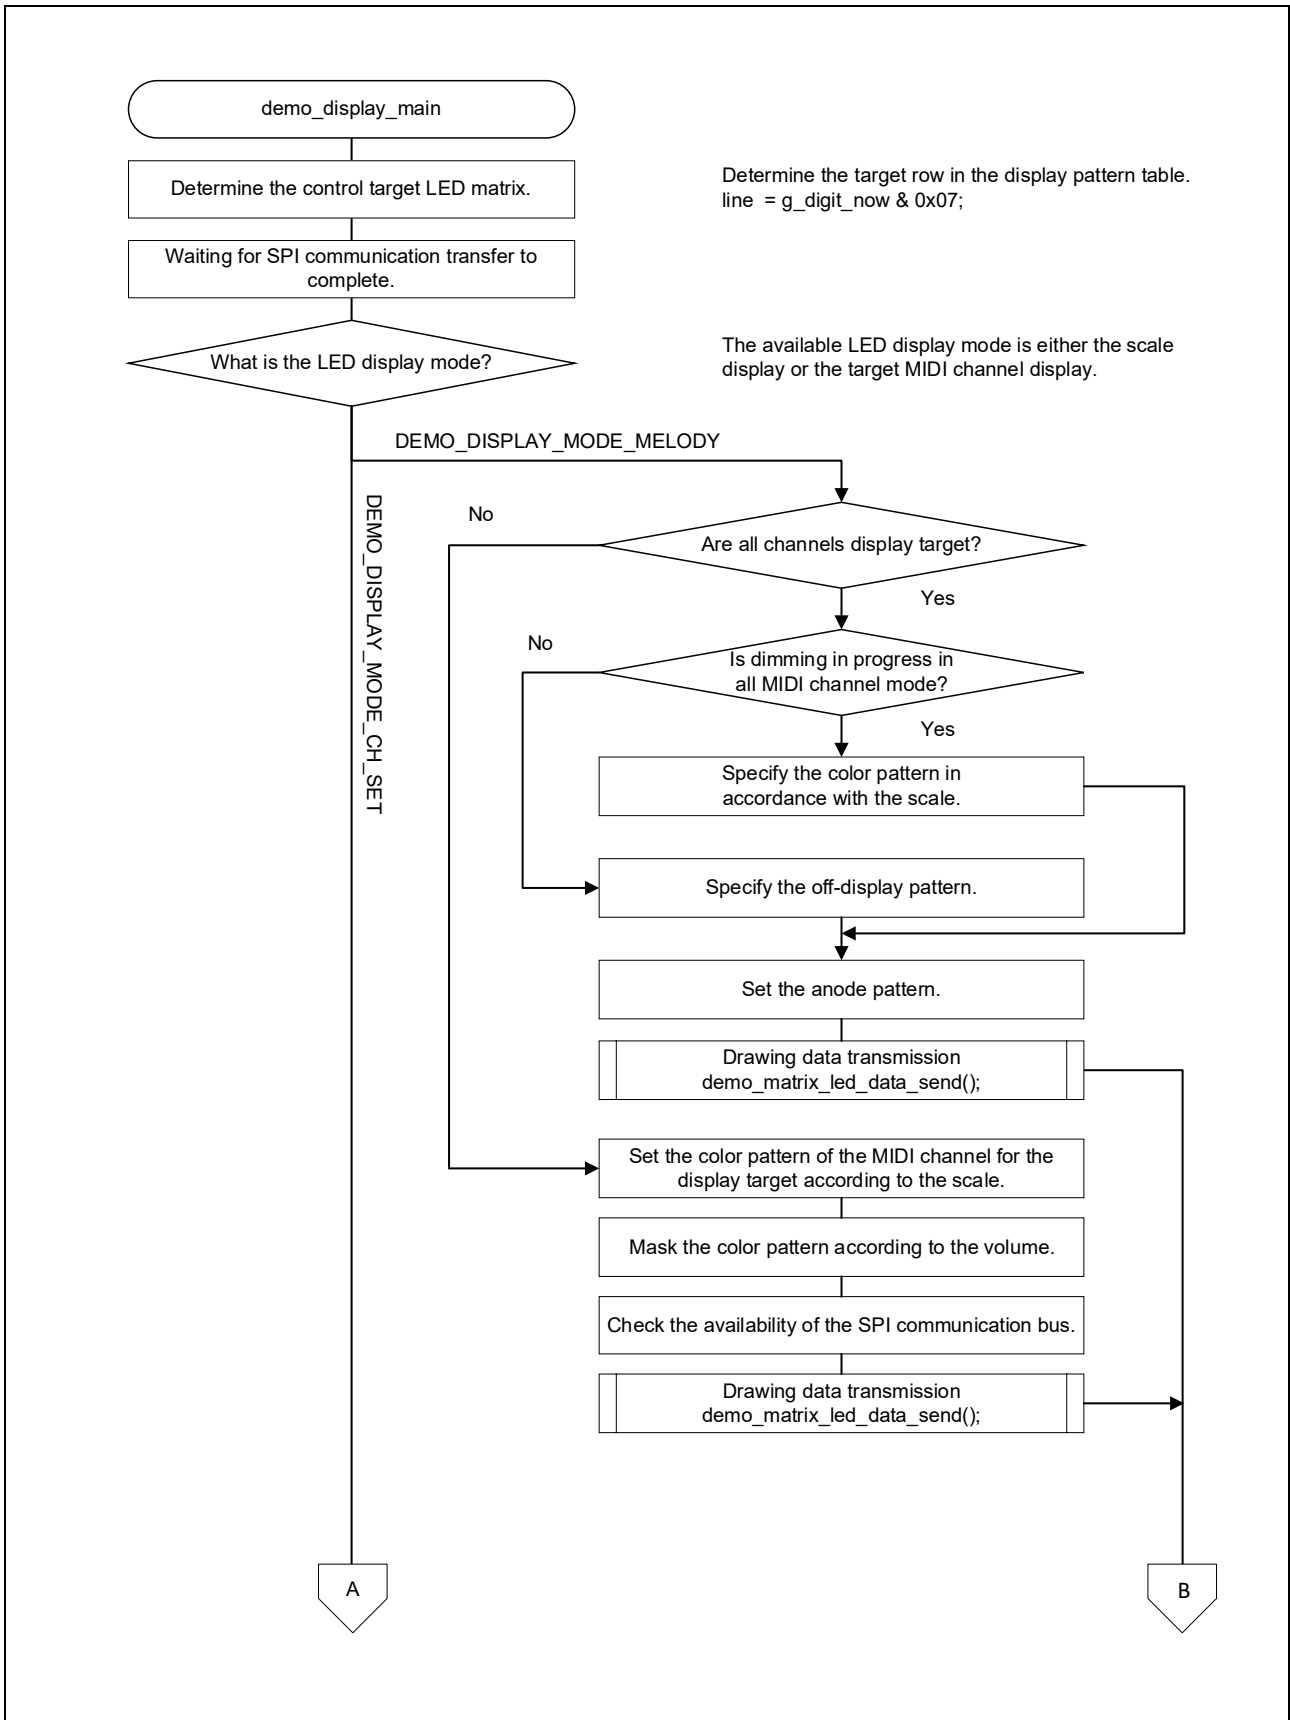 demo_display_main
Determine the control target LED matrix.
Determine the target row in the display pattern table.
line  = g_digit_now & 0x07;
Waiting for SPI communication transfer to
complete.
What is the LED display mode?
The available LED display mode is either the scale
display or the target MIDI channel display.
DEMO_DISPLAY_MODE_MELODY
DEMO_DISPLAY_MODE_CH_SET
No
Are all channels display target?
Yes
No
Is dimming in progress in
all MIDI channel mode?
Yes
Specify the color pattern in
accordance with the scale.
Specify the off-display pattern.
Set the anode pattern.
Drawing data transmission
demo_matrix_led_data_send();
Set the color pattern of the MIDI channel for the
display target according to the scale.
Mask the color pattern according to the volume.
Check the availability of the SPI communication bus.
Drawing data transmission
demo_matrix_led_data_send();
A
B